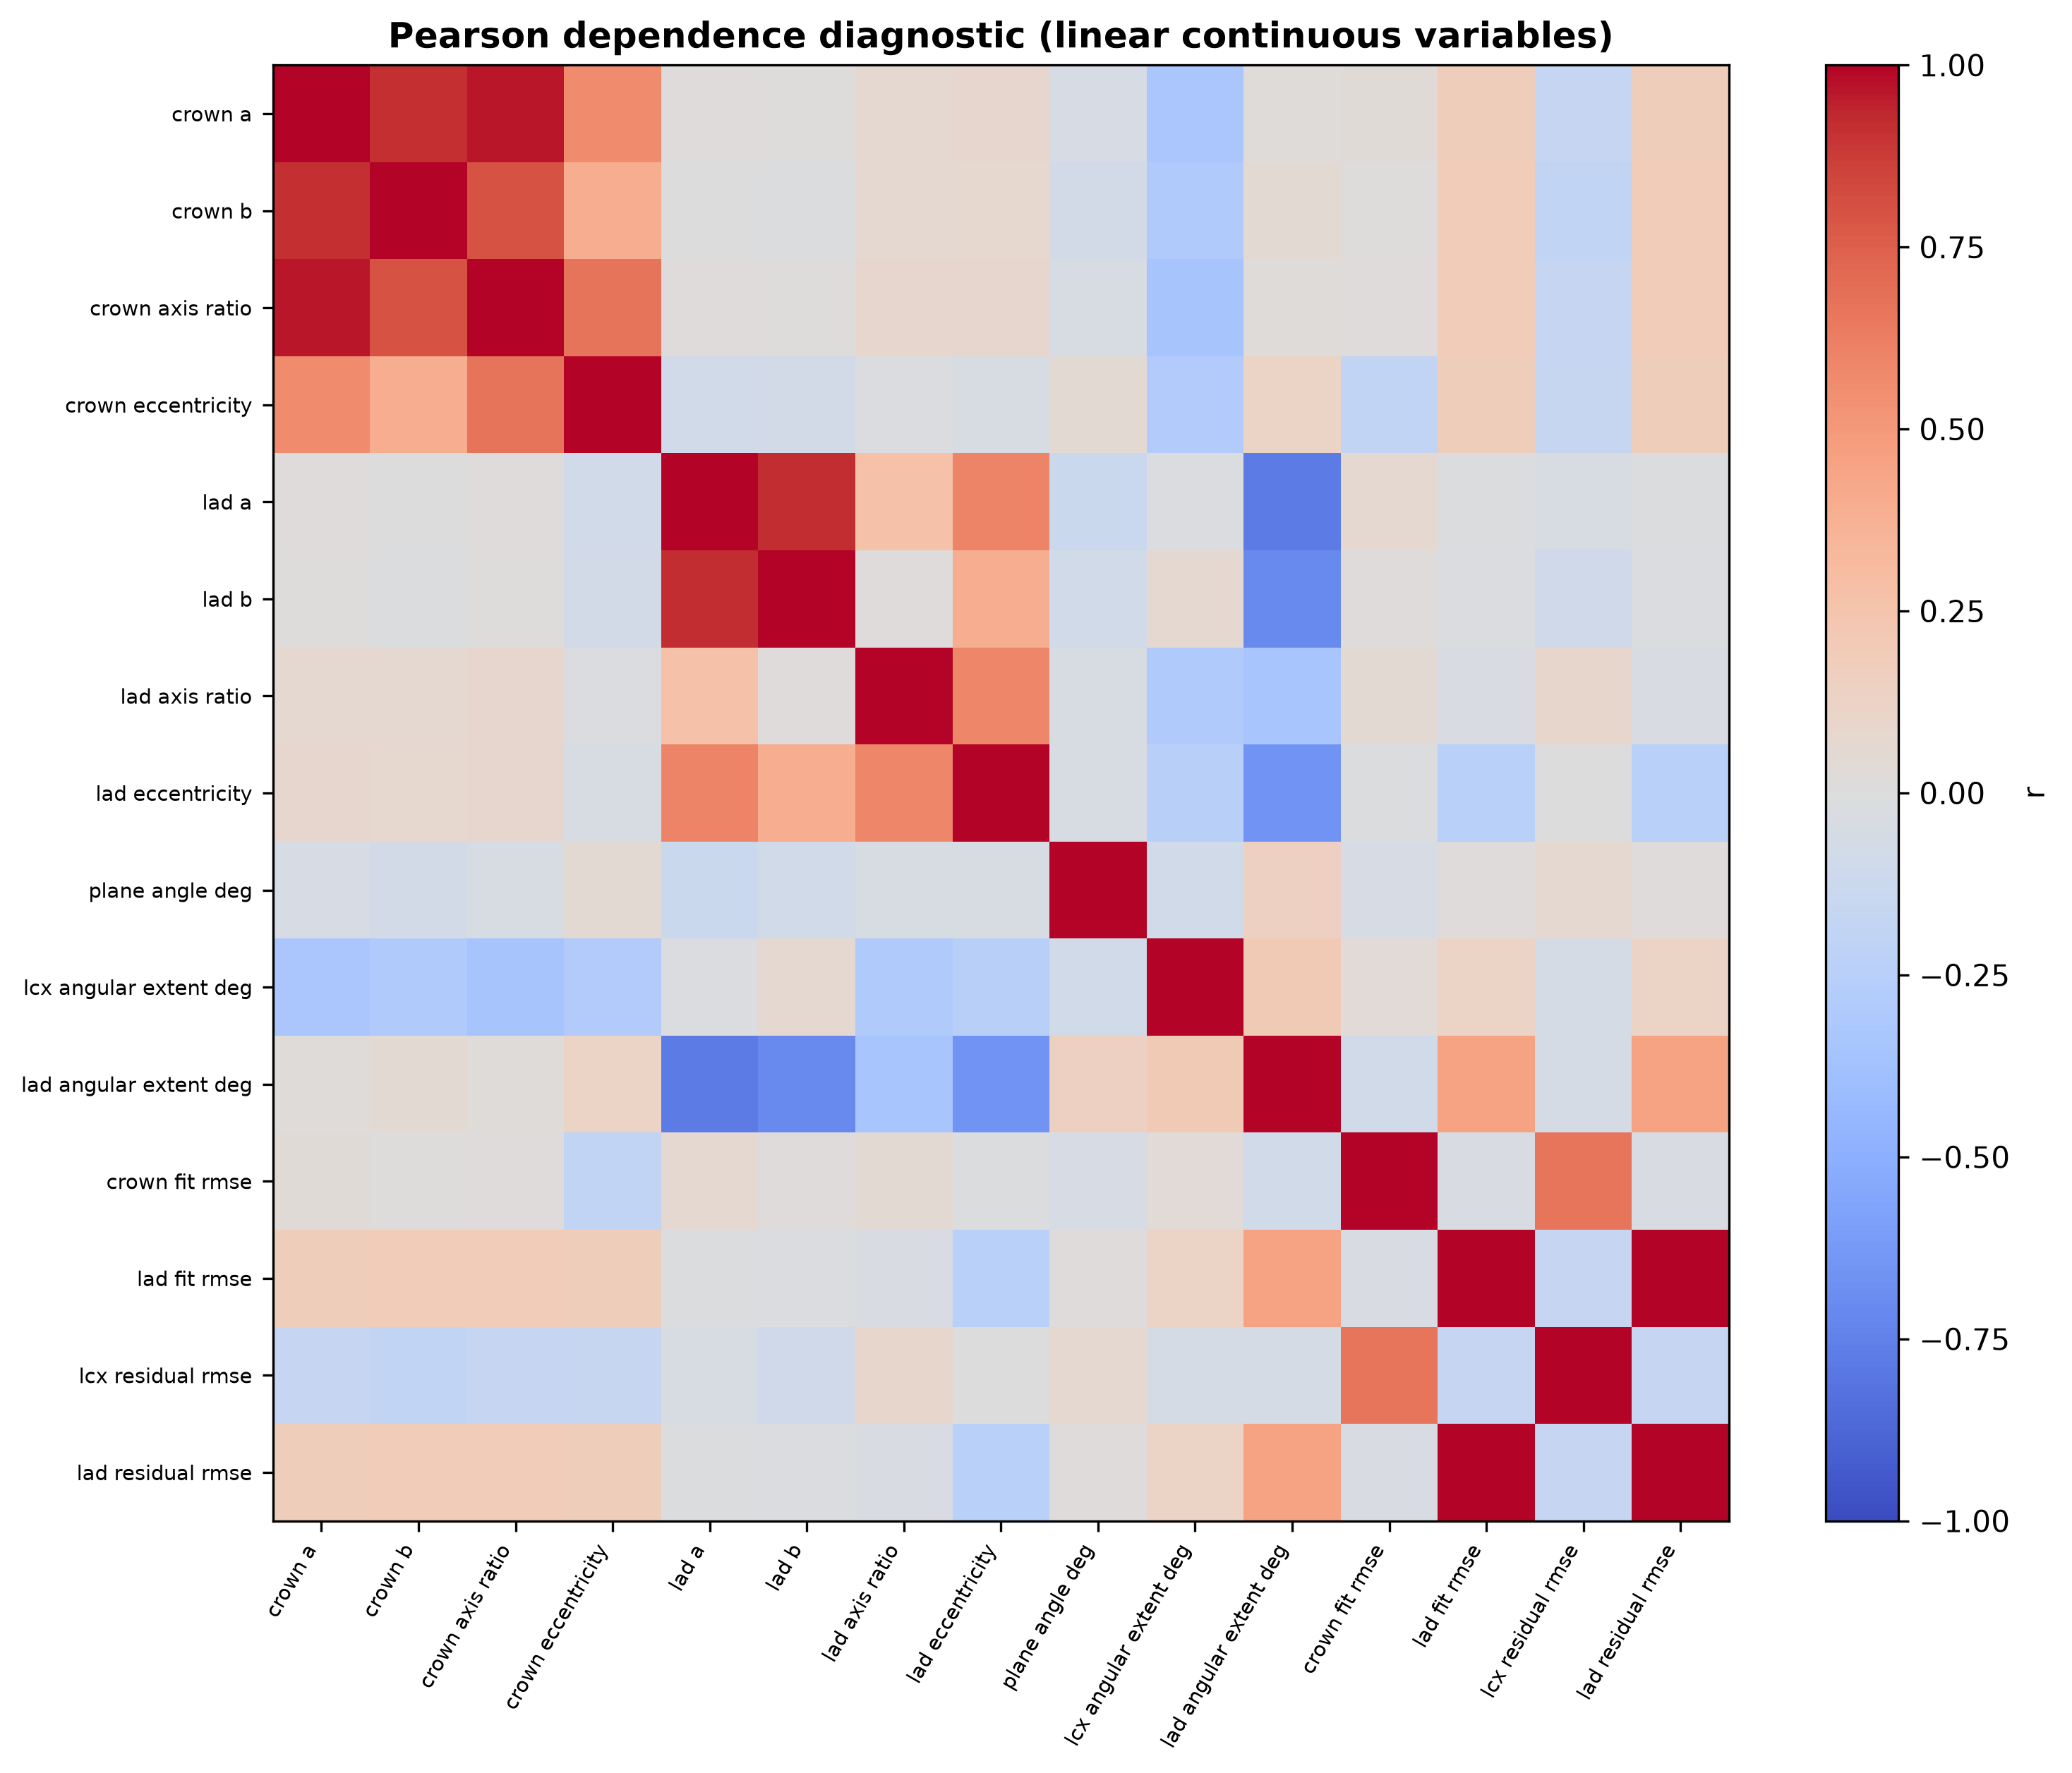 Pearson dependence diagnostic (linear continuous variables)
crown a
crown b
crown axis ratio
crown eccentricity
lad a
lad b
lad axis ratio
lad eccentricity
plane angle deg
lcx angular extent deg
lad angular extent deg
crown fit rmse
lad fit rmse
lcx residual rmse
lad residual rmse
crown a
crown b
crown axis ratio
crown eccentricity
lad a
lad b
lad axis ratio
lad eccentricity
plane angle deg
lcx angular extent deg
lad angular extent deg
crown fit rmse
lad fit rmse
lcx residual rmse
lad residual rmse
1.00
0.75
0.50
0.25
0.00
−0.25
−0.50
−0.75
−1.00
r